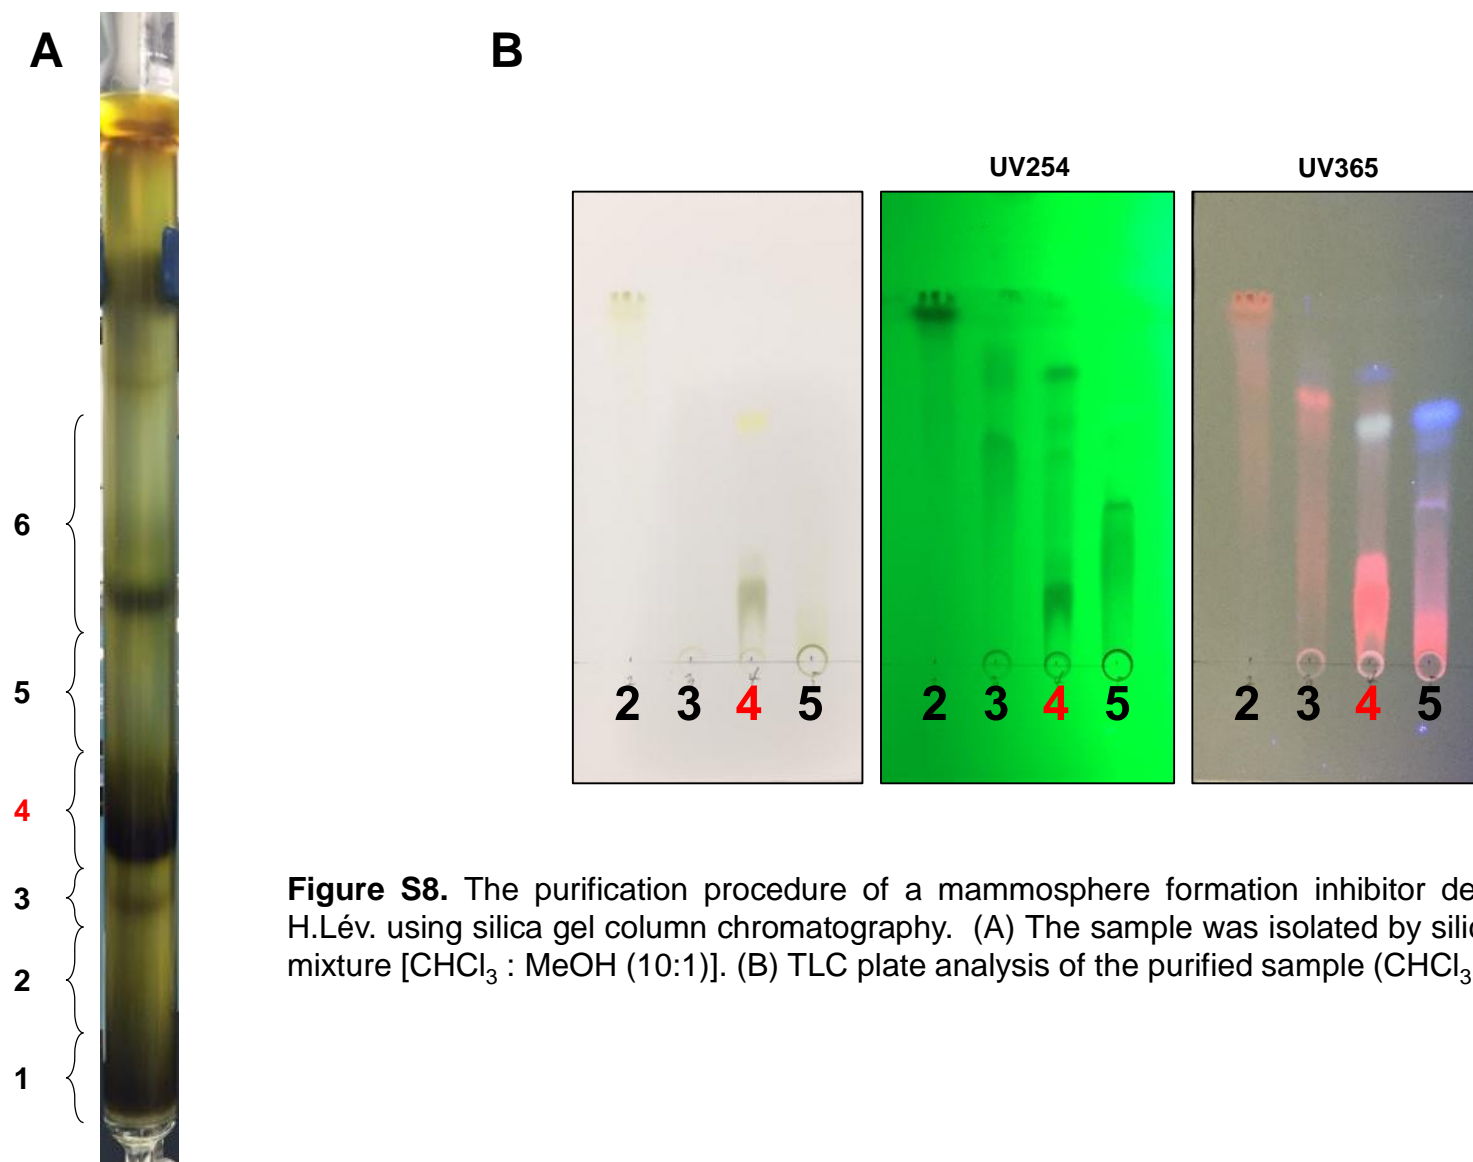 A
B
UV254
UV365
6
5
4
3
2
1
2 3 4 5
2 3 4 5
2 3 4 5
Figure S8. The purification procedure of a mammosphere formation inhibitor de
H.Lév. using silica gel column chromatography. (A) The sample was isolated by silic
mixture [CHCl₃ : MeOH (10:1)]. (B) TLC plate analysis of the purified sample (CHCl₃